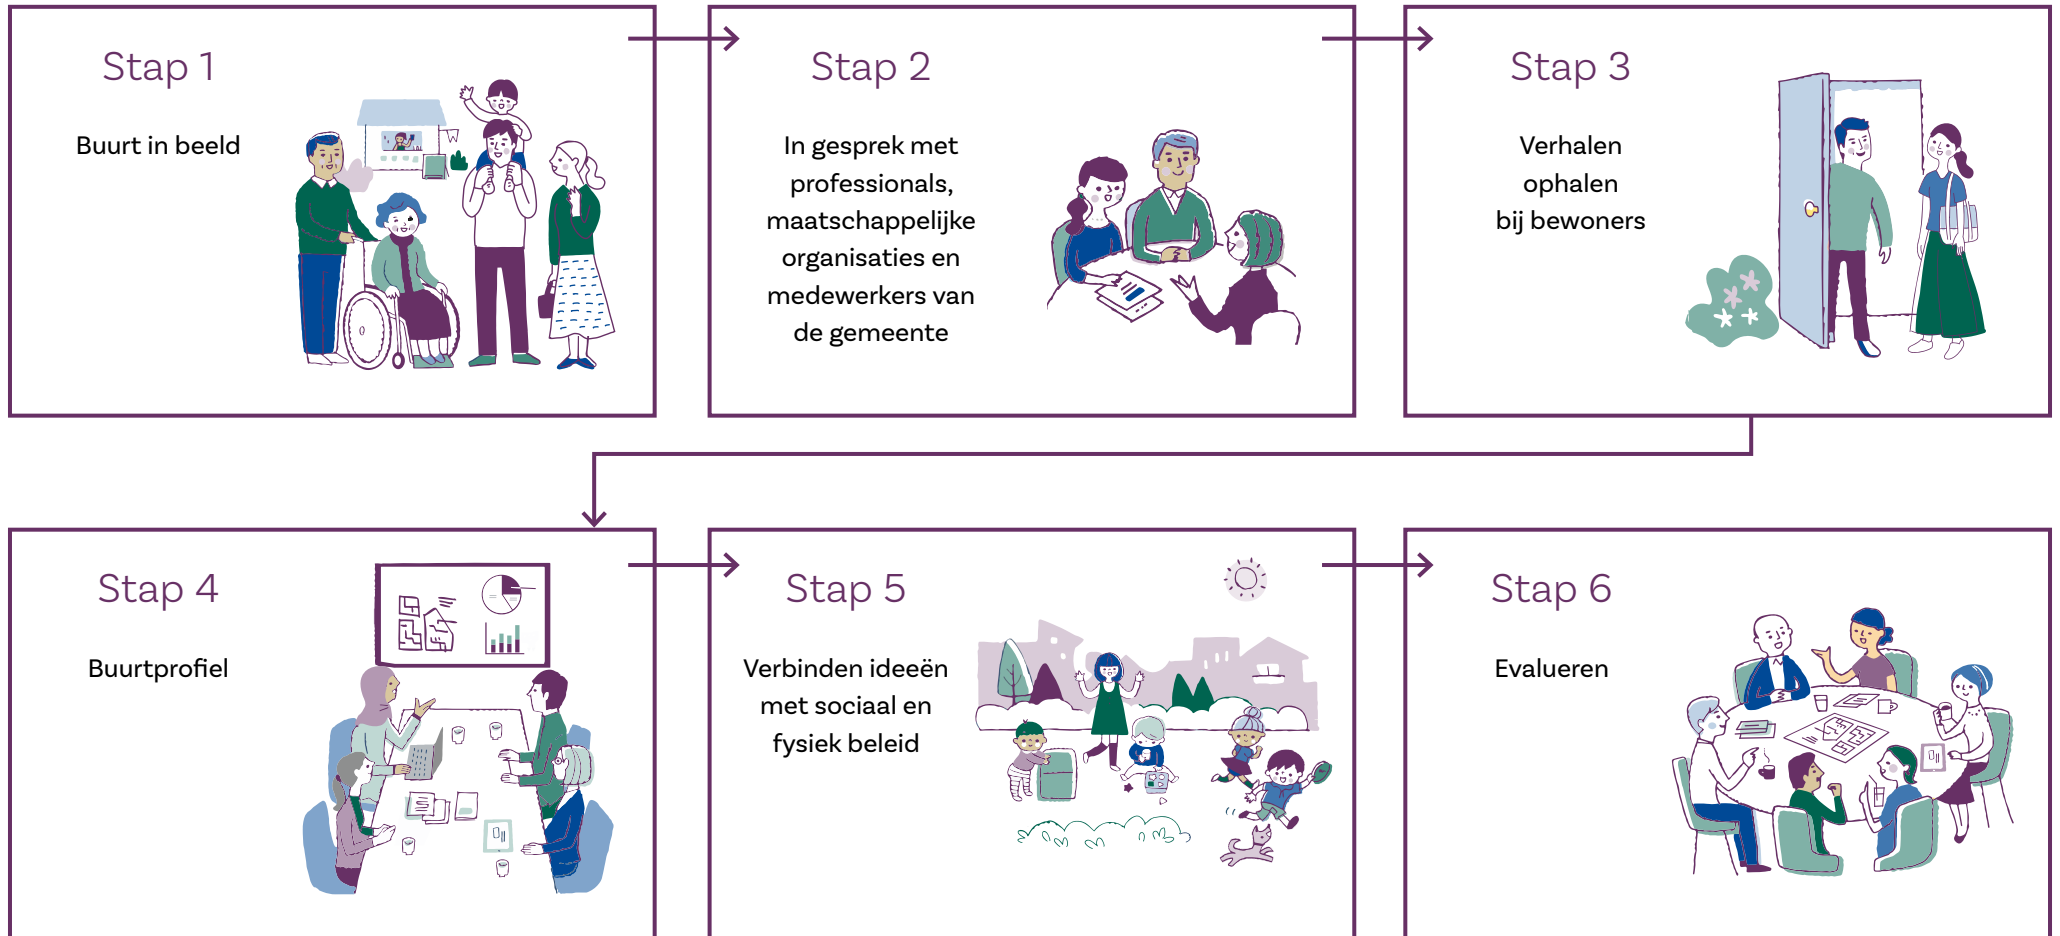 Stap 1
Buurt in beeld
Stap 2
In gesprek met
professionals,
maatschappelijke
organisaties en
medewerkers van
de gemeente
Stap 3
Verhalen
ophalen
bij bewoners
Stap 4
Buurtprofiel
Stap 5
Verbinden ideeën
met sociaal en
fysiek beleid
Stap 6
Evalueren